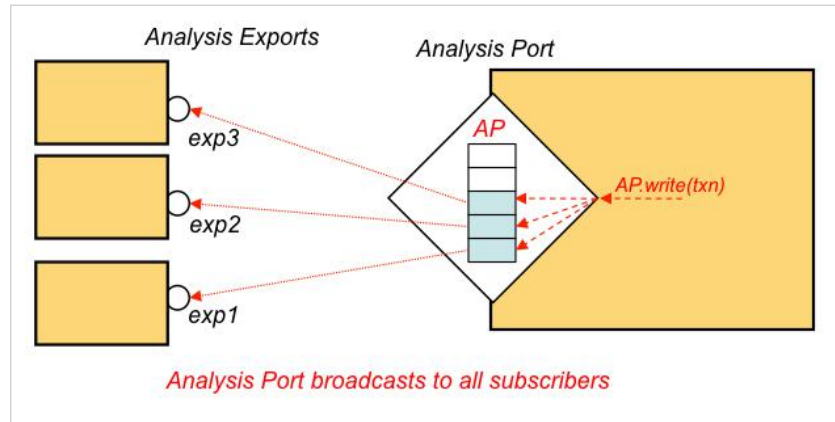 Analysis Exports
Analysis Port
exp3
AP
AP.write(txn)
exp2
exp1
Analysis Port broadcasts to all subscribers